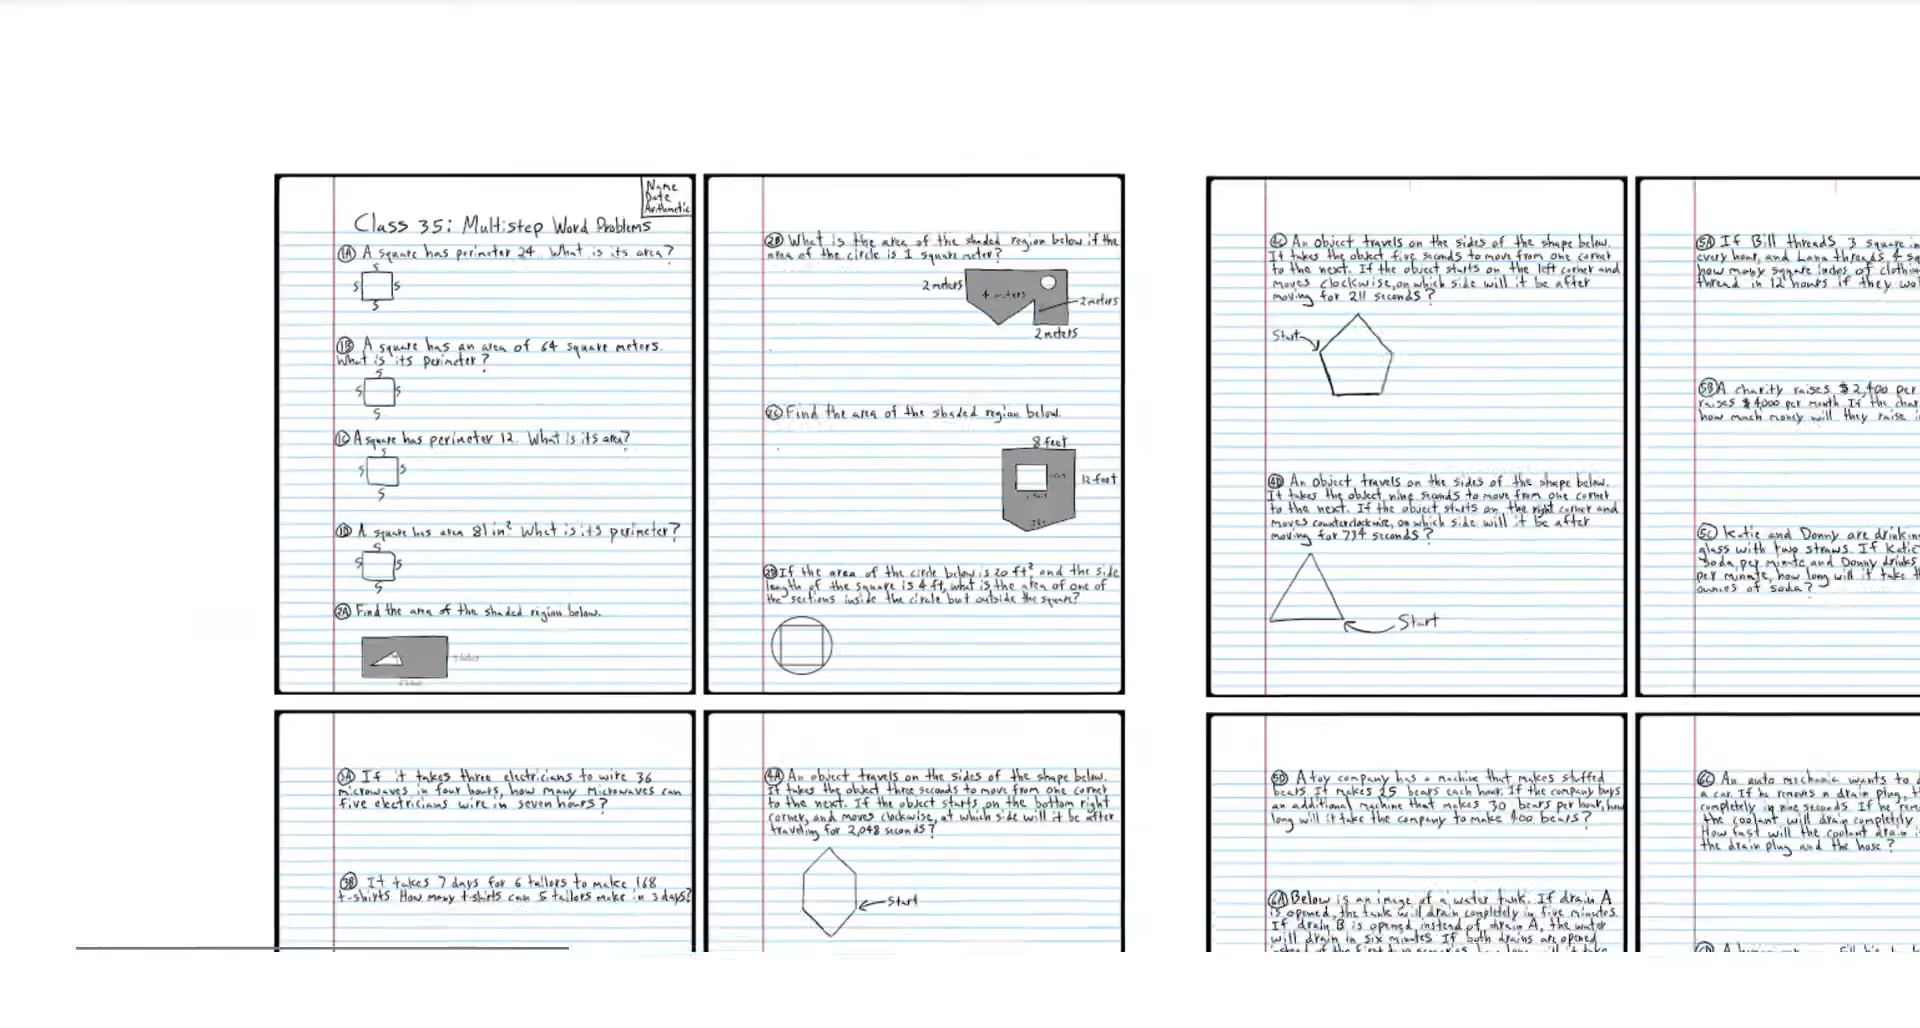 Name
Date
Arithmetic
Class 35: Multistep Word Problems
1A A square has perimeter 24. What is its area?
S
S S
S
1B A square has an area of 64 square meters.
What is its perimeter?
S
S S
S
1C A square has perimeter 12. What is its area?
S
S S
S
1D A square has area 81 in² What is its perimeter?
S
S S
S
2A Find the area of the shaded region below.
2B What is the area of the shaded region below if the
area of the circle is 1 square meter?
2 meters
4 meters
2 meters
2 meters
2C Find the area of the shaded region below.
8 feet
12 feet
2D If the area of the circle below is 20 ft², and the side
length of the square is 4 ft, what is the area of one of
the sections inside the circle, but outside the square?
3A If it takes three electricians to wire 36
microwaves in four hours, how many microwaves can
five electricians wire in seven hours?
3B It takes 7 days for 6 tailors to make 168
t-shirts How many t-shirts can 5 tailors make in 3 days?
4A An object travels on the sides of the shape below.
It takes the object three seconds to move from one corner
to the next. If the object starts on the bottom right
corner, and moves clockwise, at which side will it be after
traveling for 2,048 seconds?
Start
4C An object travels on the sides of the shape below.
It takes the object five seconds to move from one corner
to the next. If the object starts on the left corner and
moves clockwise, on which side will it be after
moving for 211 seconds?
Start
4D An object travels on the sides of the shape below.
It takes the object nine seconds to move from one corner
to the next. If the object starts on the right corner and
moves counterclockwise, on which side will it be after
moving for 734 seconds?
Start
5A If Bill threads 3 square in
every hour, and Lana threads 4 sq
how many square inches of clothing
thread in 12 hours if they wo
5B A charity raises $2,400 per
raises $4,000 per month. If the char
how much money will they raise i
5C Katie and Donny are drinking
glass with two straws. If Katie
soda per minute and Donny drinks
per minute, how long will it take t
ounces of soda?
5D A toy company has a machine that makes stuffed
bears. It makes 25 bears each hour. If the company buys
an additional machine that makes 30 bears per hour, how
long will it take the company to make bears?
6A Below is an image of a water tank. If drain A
is opened, the tank will drain completely in five minutes.
If drain B is opened instead of drain A, the water
will drain in six minutes If both drains are opened
6C An auto mechanic wants to
a car. If he removes a drain plug, t
completely in nine seconds. If he rem
the coolant will drain completely
How fast will the coolant drain i
the drain plug and the hose?